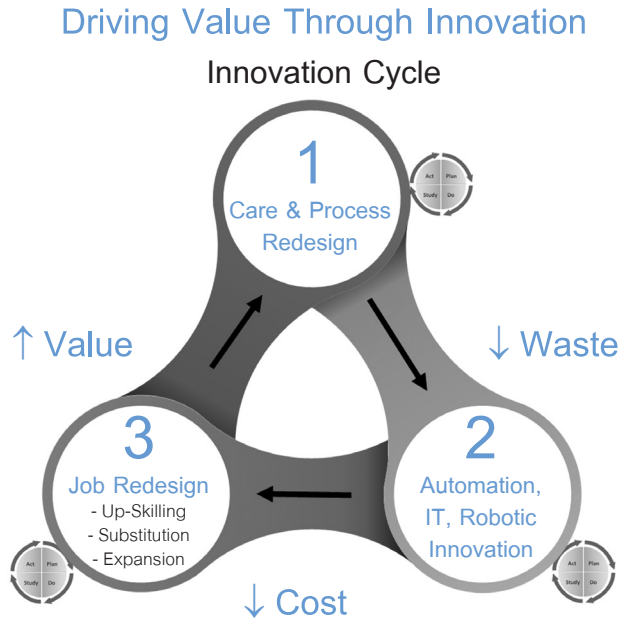 Driving Value Through Innovation
Innovation Cycle
1
Care & Process
Redesign
Act Plan
Study Do
↑ Value
↓ Waste
3
Job Redesign
- Up-Skilling
- Substitution
- Expansion
2
Automation,
IT, Robotic
Innovation
Act Plan
Study Do
Act Plan
Study Do
↓ Cost